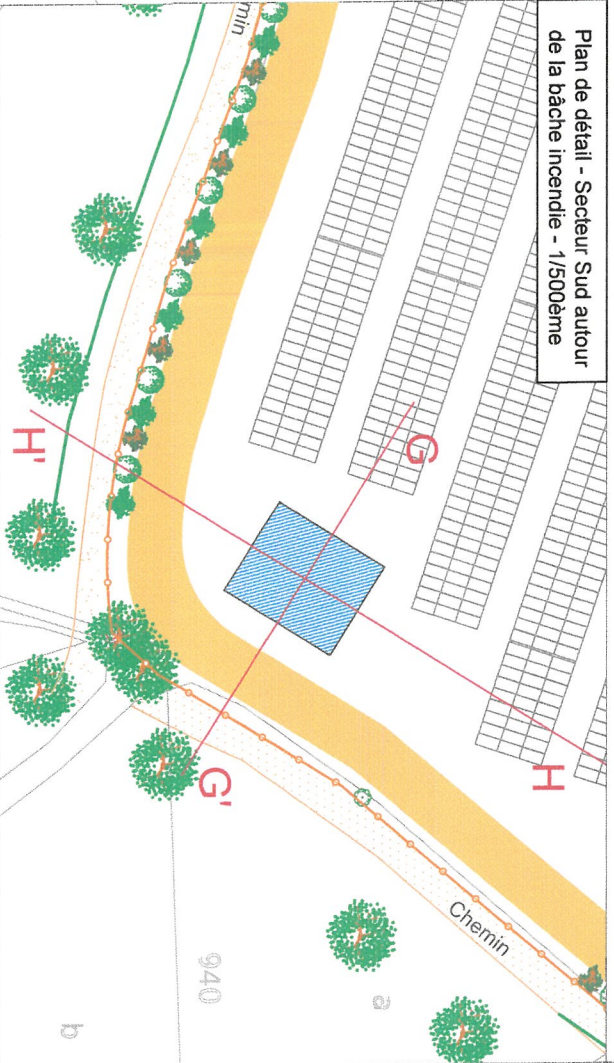 Plan de détail - Secteur Sud autour
de la bâche incendie - 1/500ème
min
G
H'
H
G'
Chemin
940
a
b